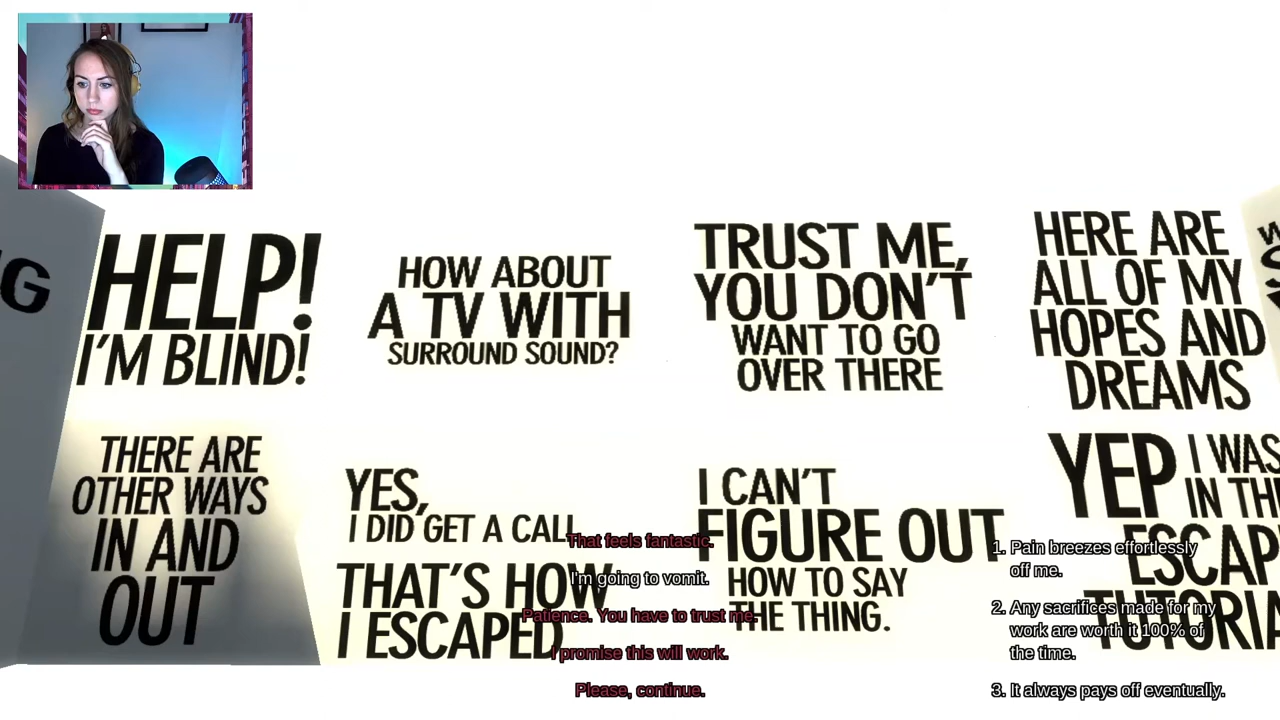 G
HELP!
I'M BLIND!
HOW ABOUT
A TV WITH
SURROUND SOUND?
TRUST ME,
YOU DON'T
WANT TO GO
OVER THERE
HERE ARE
ALL OF MY
HOPES AND
DREAMS
THERE ARE
OTHER WAYS
IN AND
OUT
YES,
I DID GET A CALL
THAT'S HOW
I ESCAPED
I CAN'T
FIGURE OUT
HOW TO SAY
THE THING.
YEP I WAS
IN TH
ESCAP
TUTORIA
That feels fantastic.
I'm going to vomit.
Patience. You have to trust me.
I promise this will work.
Please, continue.
1. Pain breezes effortlessly
off me.
2. Any sacrifices made for my
work are worth it 100% of
the time.
3. It always pays off eventually.